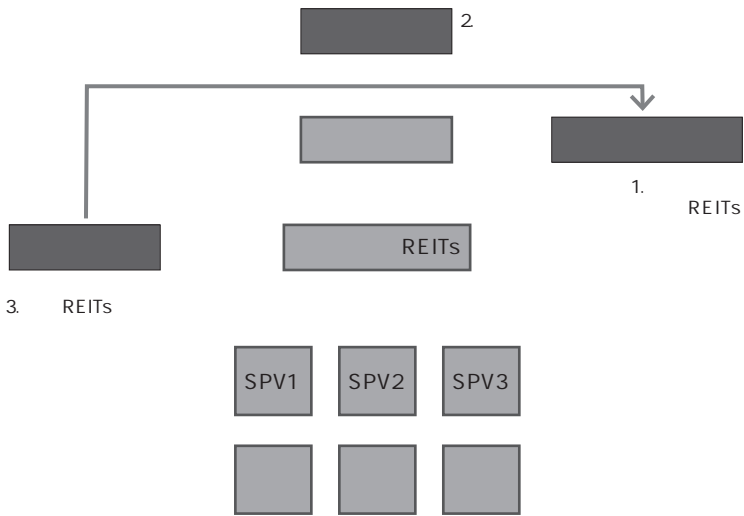 2.
1.
REITs
REITs
3. REITs
SPV1 SPV2 SPV3